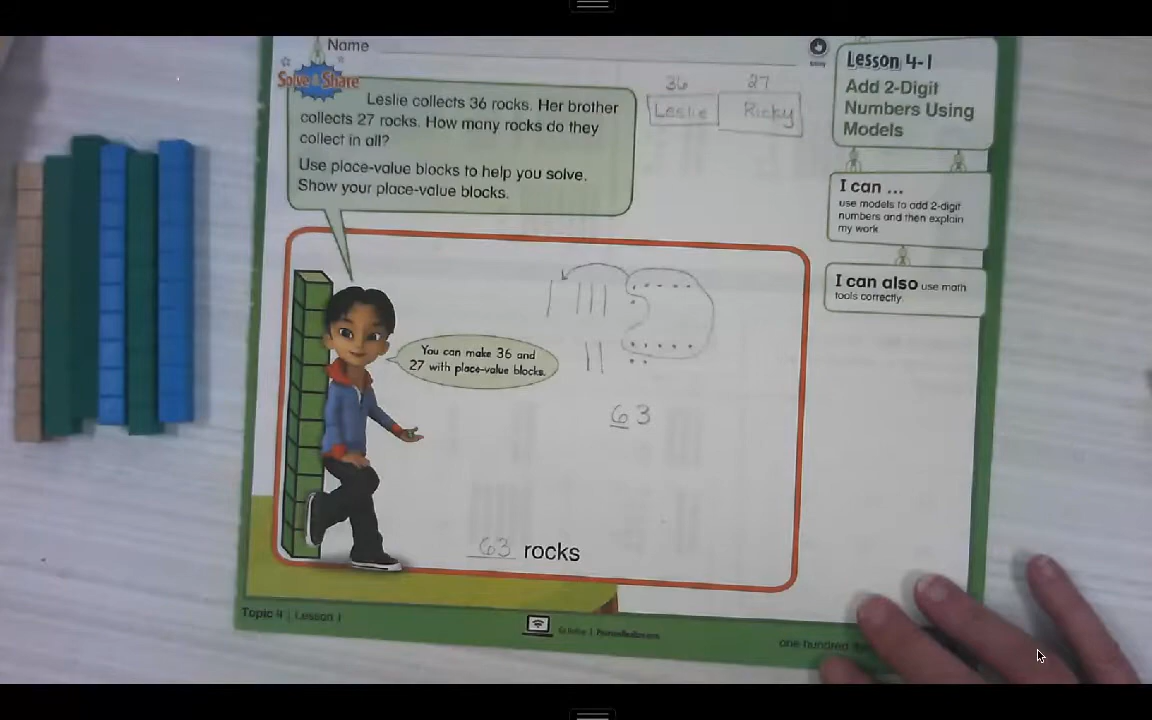 Name
Solve & Share
Leslie collects 36 rocks. Her brother
collects 27 rocks. How many rocks do they
collect in all?
Use place-value blocks to help you solve.
Show your place-value blocks.
36 27
Leslie Ricky
Lesson 4-1
Add 2-Digit
Numbers Using
Models
I can ...
use models to add 2-digit
numbers and then explain
my work
I can also use math
tools correctly.
You can make 36 and
27 with place-value blocks.
63
63 rocks
Topic 4 | Lesson 1
one hundred